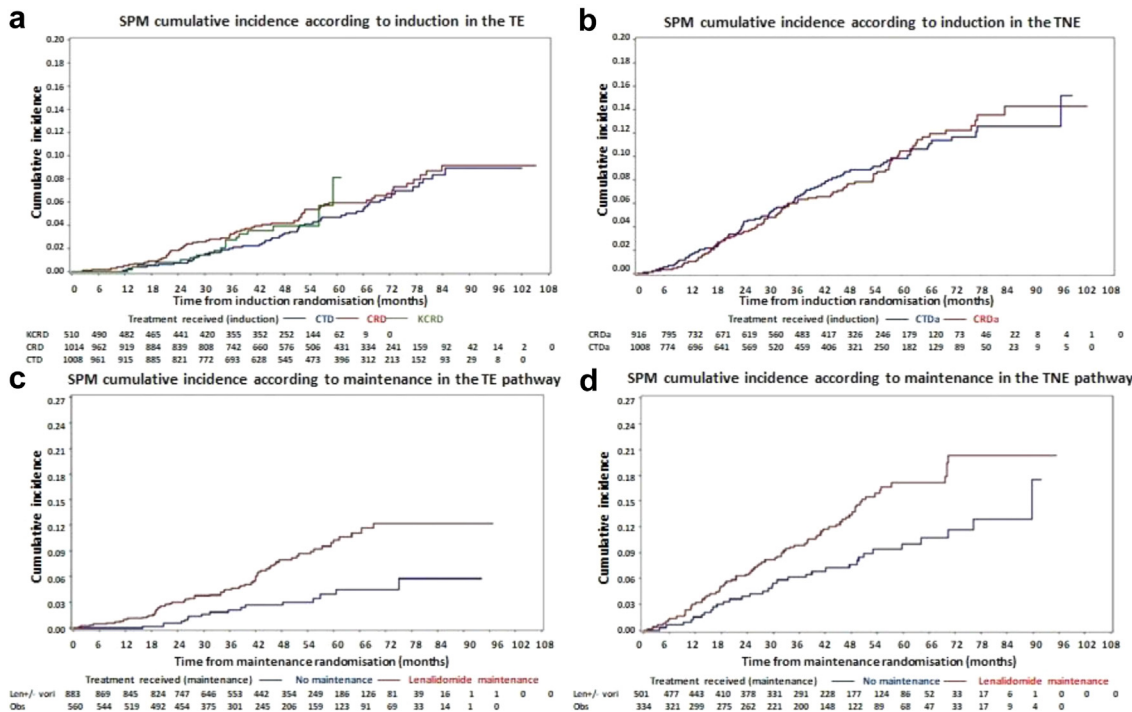 a SPM cumulative incidence according to induction in the TE
Cumulative incidence
0.20
0.18
0.16
0.14
0.12
0.10
0.08
0.06
0.04
0.02
0.00
0 6 12 18 24 30 36 42 48 54 60 66 72 78 84 90 96 102 108
Time from induction randomisation (months)
Treatment received (induction) CTD CRD KCRD
KCRD 510 490 482 465 441 420 355 352 252 144 62 9 0
CRD 1014 962 919 884 839 808 742 660 576 506 431 334 241 159 92 42 14 2 0
CTD 1008 961 915 885 821 772 693 628 545 473 396 312 213 152 93 29 8 0
b SPM cumulative incidence according to induction in the TNE
Cumulative incidence
0.20
0.18
0.16
0.14
0.12
0.10
0.08
0.06
0.04
0.02
0.00
0 6 12 18 24 30 36 42 48 54 60 66 72 78 84 90 96 102 108
Time from induction randomisation (months)
Treatment received (induction) CTDa CRDa
CRDa 916 795 732 671 619 560 483 417 326 246 179 120 73 46 22 8 4 1 0
CTDa 1008 774 696 641 569 520 459 406 321 250 182 129 89 50 23 9 5 0
c SPM cumulative incidence according to maintenance in the TE pathway
Cumulative incidence
0.27
0.24
0.21
0.18
0.15
0.12
0.09
0.06
0.03
0.00
0 6 12 18 24 30 36 42 48 54 60 66 72 78 84 90 96 102 108
Time from maintenance randomisation (months)
Treatment received (maintenance) No maintenance Lenalidomide maintenance
Len+/- vori 883 869 845 824 747 646 553 442 354 249 186 126 81 39 16 1 1 0 0
Obs 560 544 519 492 454 375 301 245 206 159 123 91 69 33 14 1 0
d SPM cumulative incidence according to maintenance in the TNE pathway
Cumulative incidence
0.27
0.24
0.21
0.18
0.15
0.12
0.09
0.06
0.03
0.00
0 6 12 18 24 30 36 42 48 54 60 66 72 78 84 90 96 102 108
Time from maintenance randomisation (months)
Treatment received (maintenance) No maintenance Lenalidomide maintenance
Len+/- vori 501 477 443 410 378 331 291 228 177 124 86 52 33 17 6 1 0 0 0
Obs 334 321 299 275 262 221 200 148 122 89 68 47 33 17 9 4 0